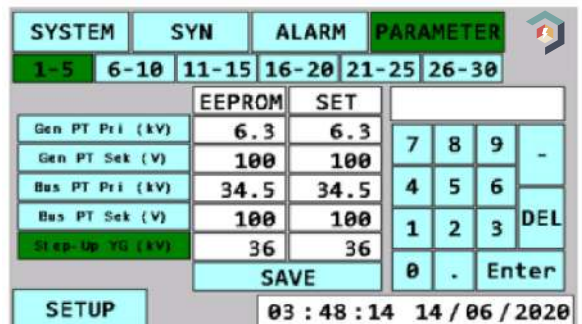 SYSTEM SYN ALARM PARAMETER
1-5 6-10 11-15 16-20 21-25 26-30
EEPROM SET
Gen PT Pri (kV) 6.3 6.3
7 8 9 -
Gen PT Sek (V) 100 100
Bus PT Pri (kV) 34.5 34.5
4 5 6
Bus PT Sek (V) 100 100
1 2 3 DEL
Step-Up YG (kV) 36 36
SAVE
0 . Enter
SETUP 03:48:14 14/06/2020